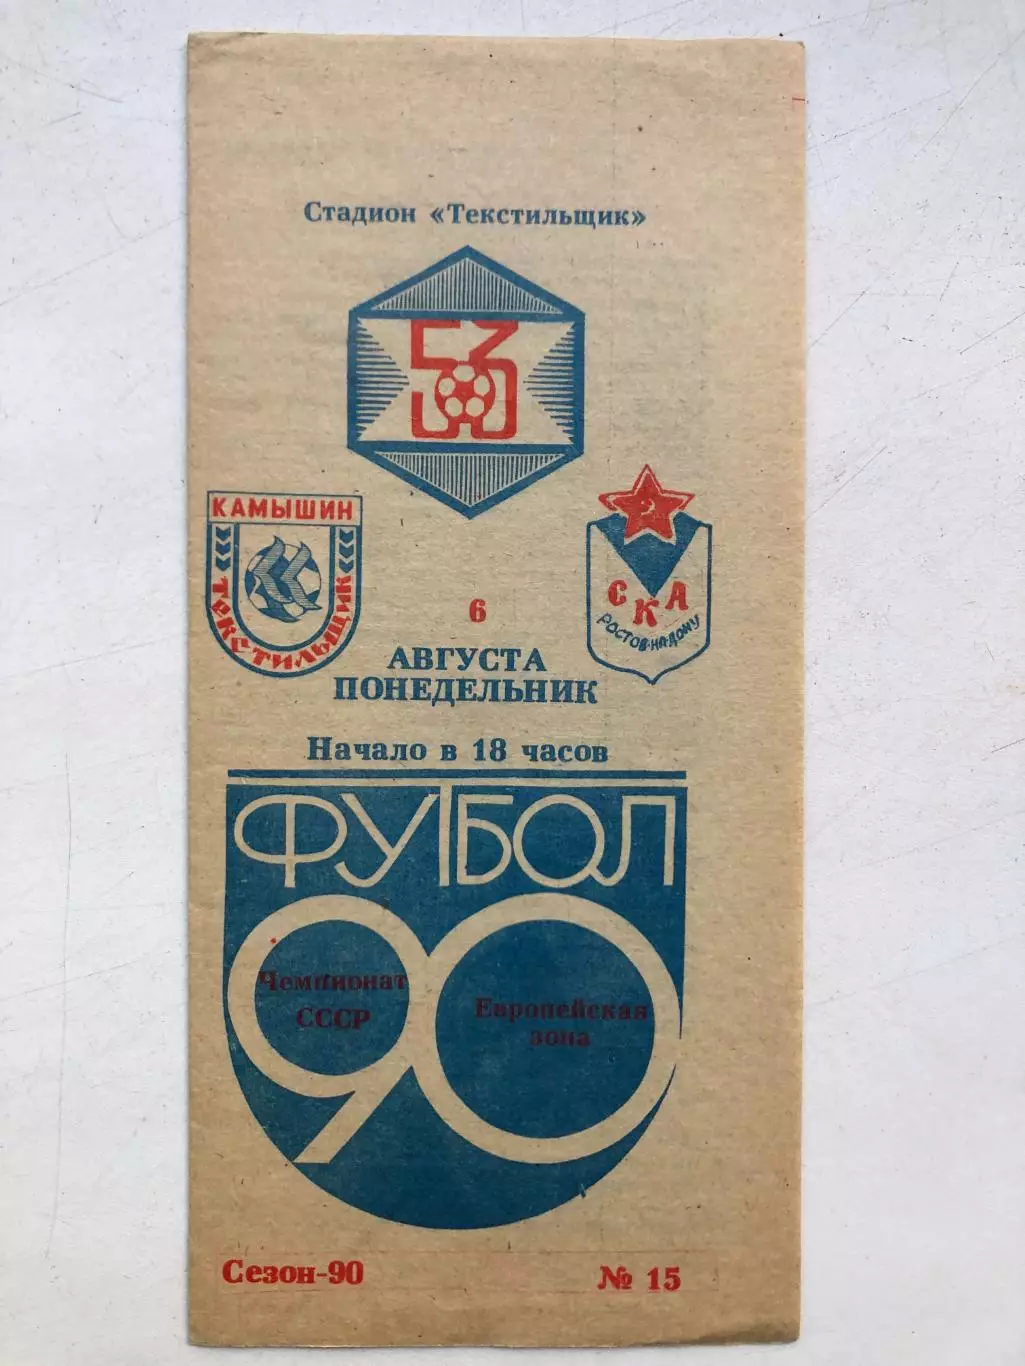 Стадион «Текстильщик»
53
КАМЫШИН
ТЕКСТИЛЬЩИК
СКА
РОСТОВ-НА-ДОНУ
6
АВГУСТА
ПОНЕДЕЛЬНИК
Начало в 18 часов
ФУТБОЛ
90
Чемпионат
СССР
Европейская
зона
Сезон-90
№ 15